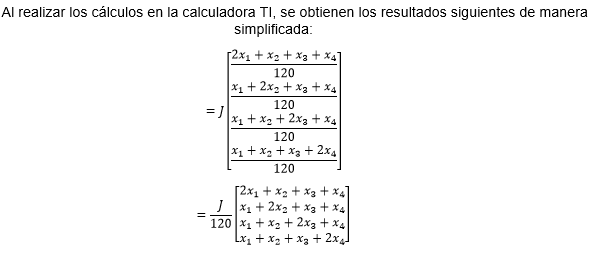 Al realizar los cálculos en la calculadora TI, se obtienen los resultados siguientes de manera
simplificada:
2x₁ + x₂ + x₃ + x₄
120
x₁ + 2x₂ + x₃ + x₄
120
= J
x₁ + x₂ + 2x₃ + x₄
120
x₁ + x₂ + x₃ + 2x₄
120
2x₁ + x₂ + x₃ + x₄
= J/120 x₁ + 2x₂ + x₃ + x₄
x₁ + x₂ + 2x₃ + x₄
x₁ + x₂ + x₃ + 2x₄